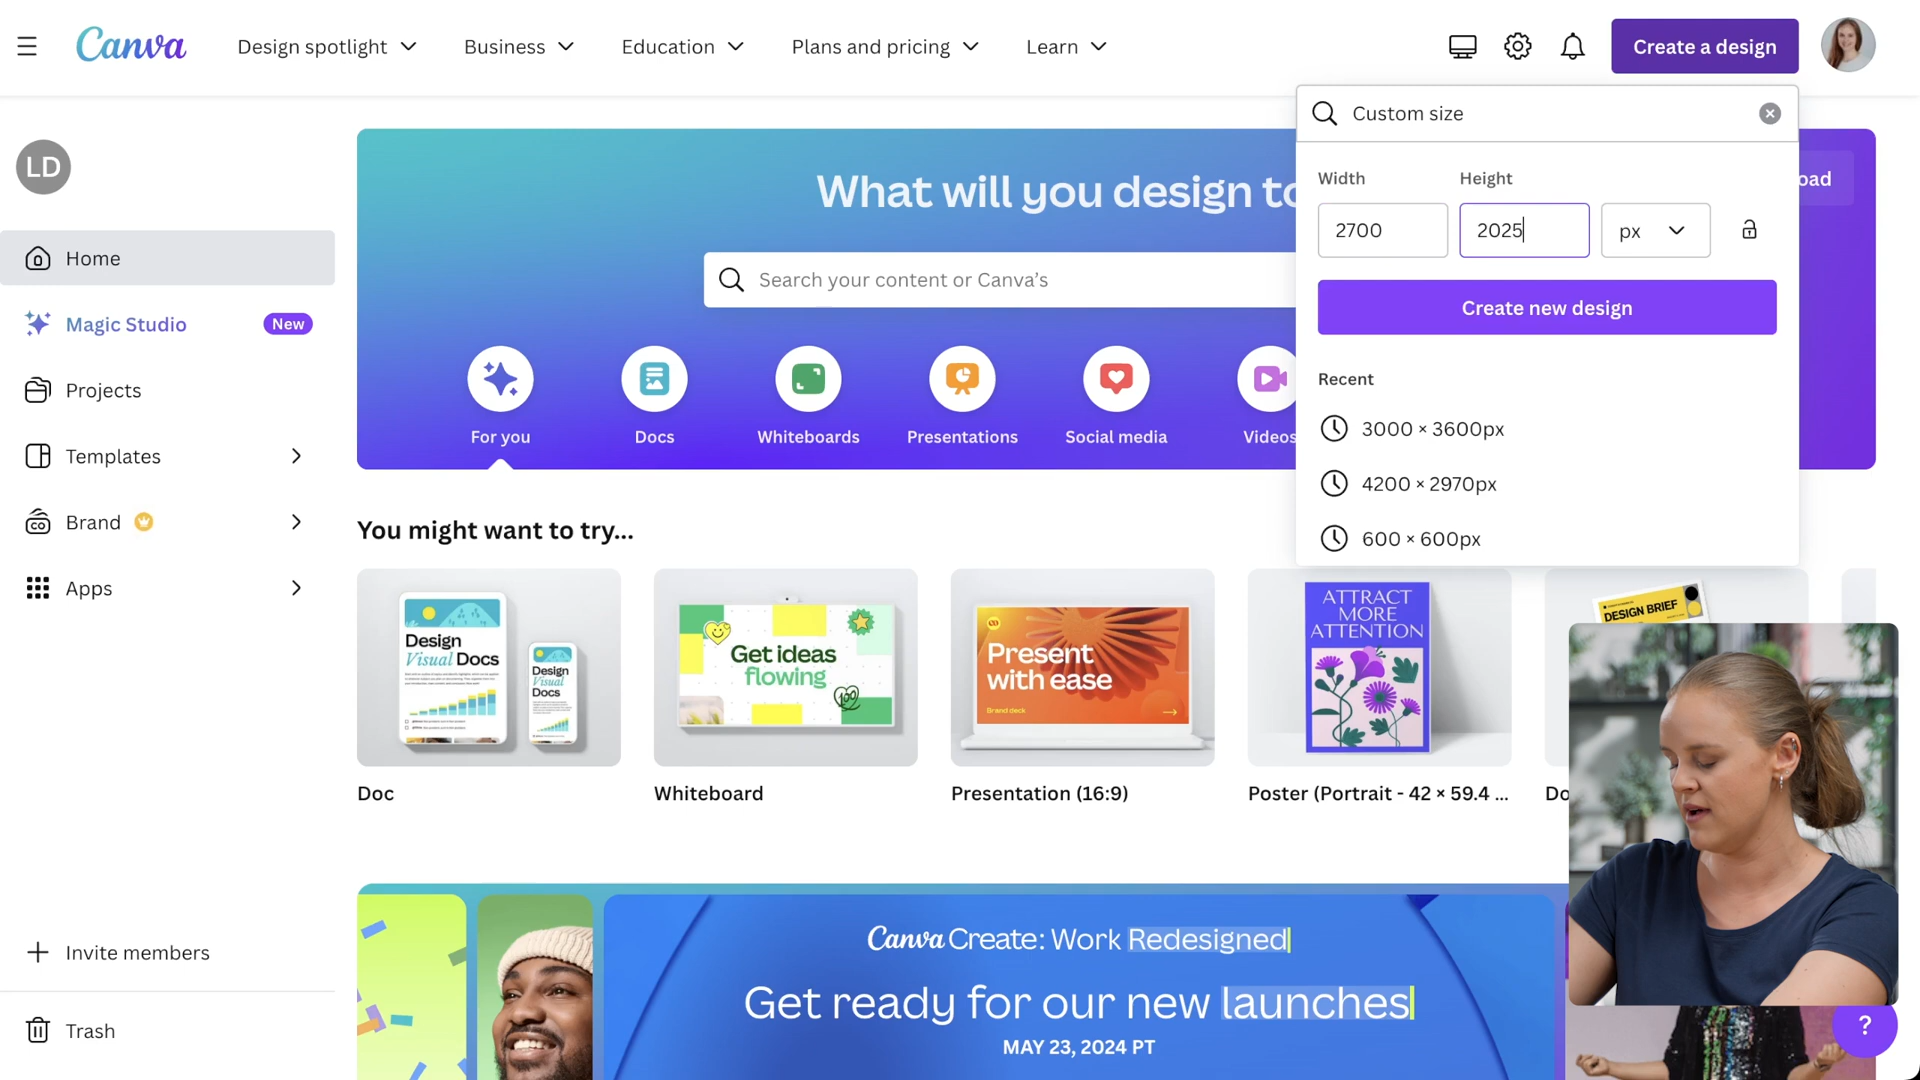 Canva
Design spotlight
Business
Education
Plans and pricing
Learn
Create a design
Custom size
Width
Height
2700
2025
px
Create new design
Recent
3000 × 3600px
4200 × 2970px
600 × 600px
LD
Home
Magic Studio
New
Projects
Templates
Brand
Apps
Invite members
Trash
What will you design to
oad
Search your content or Canva's
For you
Docs
Whiteboards
Presentations
Social media
Videos
You might want to try...
Design
Visual Docs
Design
Visual
Docs
Get ideas
flowing
100
Present
with ease
Brand deck
ATTRACT
MORE
ATTENTION
DESIGN BRIEF
Doc
Whiteboard
Presentation (16:9)
Poster (Portrait - 42 × 59.4 ...
Do
Canva Create: Work Redesigned
Get ready for our new launches
MAY 23, 2024 PT
?